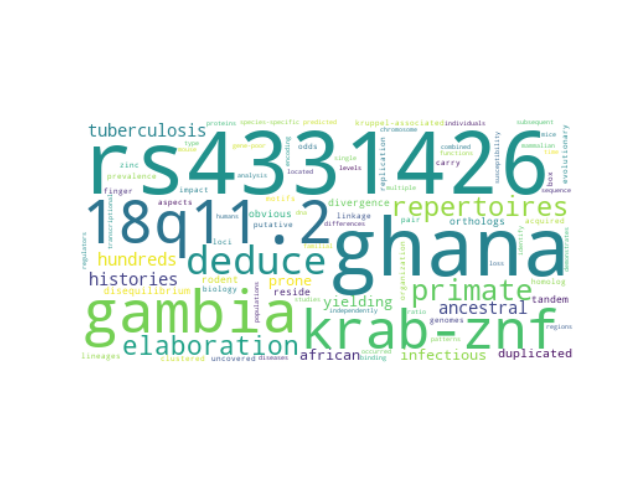 proteins species-specific predicted kruppel-associated individuals subsequent
tuberculosis type gene-poor encoding odds replication chromosome combined functions mice mammalian evolutionary
rs4331426
mouse single susceptibility time
zinc analysis located levels carry box
prevalence multiple sequence
finger impact motifs divergence repertoires
aspects
18q11.2
transcriptional humans differences linkage pair orthologs acquired
obvious ghana
loci putative dna identify demonstrates
regulators hundreds deduce familial organization loss
histories rodent prone primate homolog
biology reside
disequilibrium populations studies yielding ancestral tandem
gambia independently ratio genomes regions
krab-znf
elaboration patterns
lineages clustered uncovered diseases african occurred binding infectious duplicated